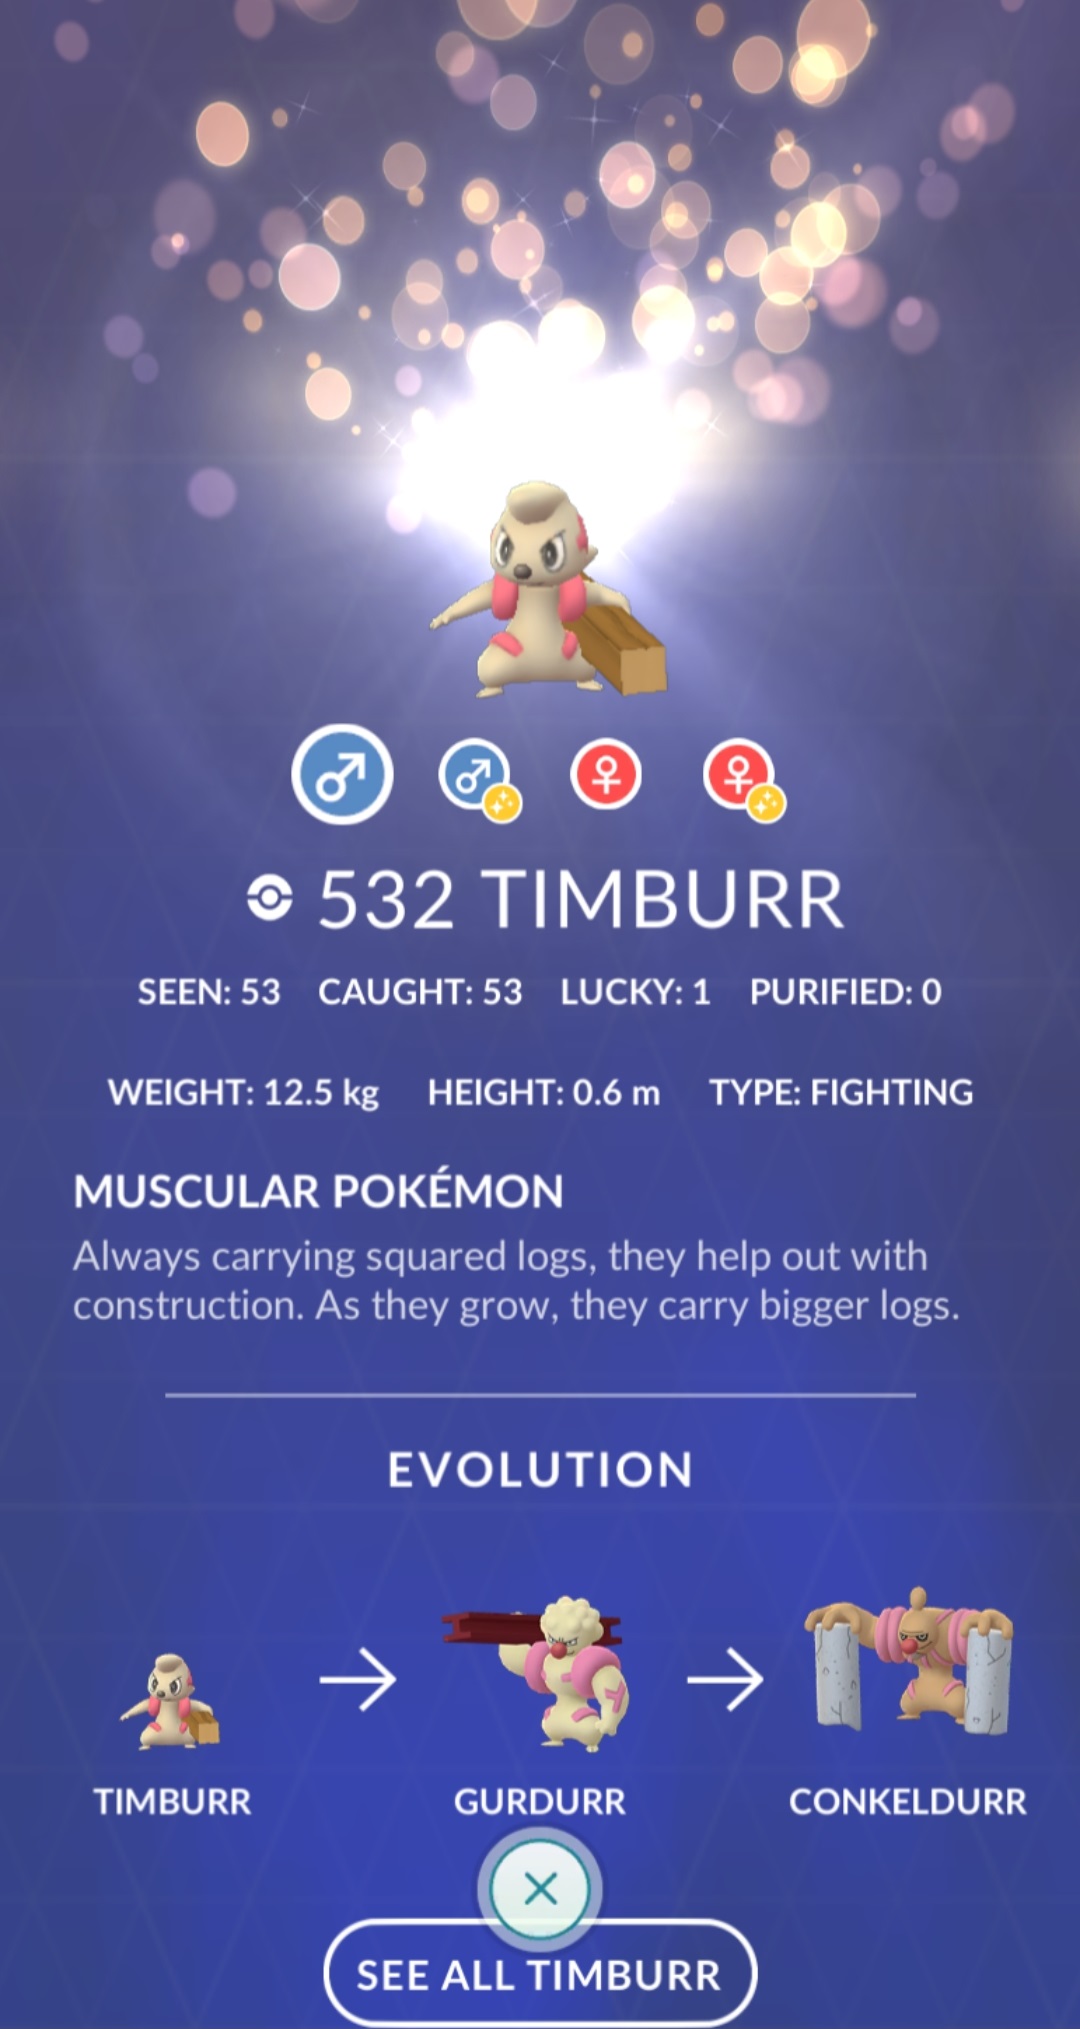 532 TIMBURR
SEEN: 53 CAUGHT: 53 LUCKY: 1 PURIFIED: 0
WEIGHT: 12.5 kg HEIGHT: 0.6 m TYPE: FIGHTING
MUSCULAR POKÉMON
Always carrying squared logs, they help out with
construction. As they grow, they carry bigger logs.
EVOLUTION
TIMBURR GURDURR CONKELDURR
SEE ALL TIMBURR